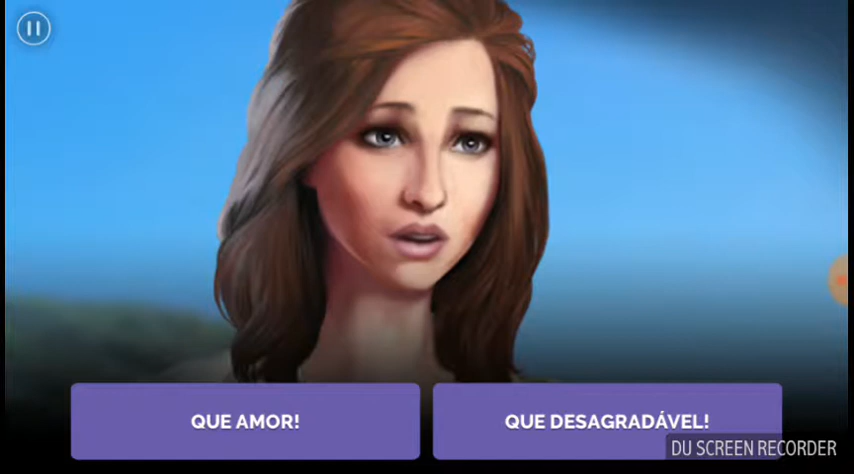 QUE AMOR!
QUE DESAGRADÁVEL!
DU SCREEN RECORDER